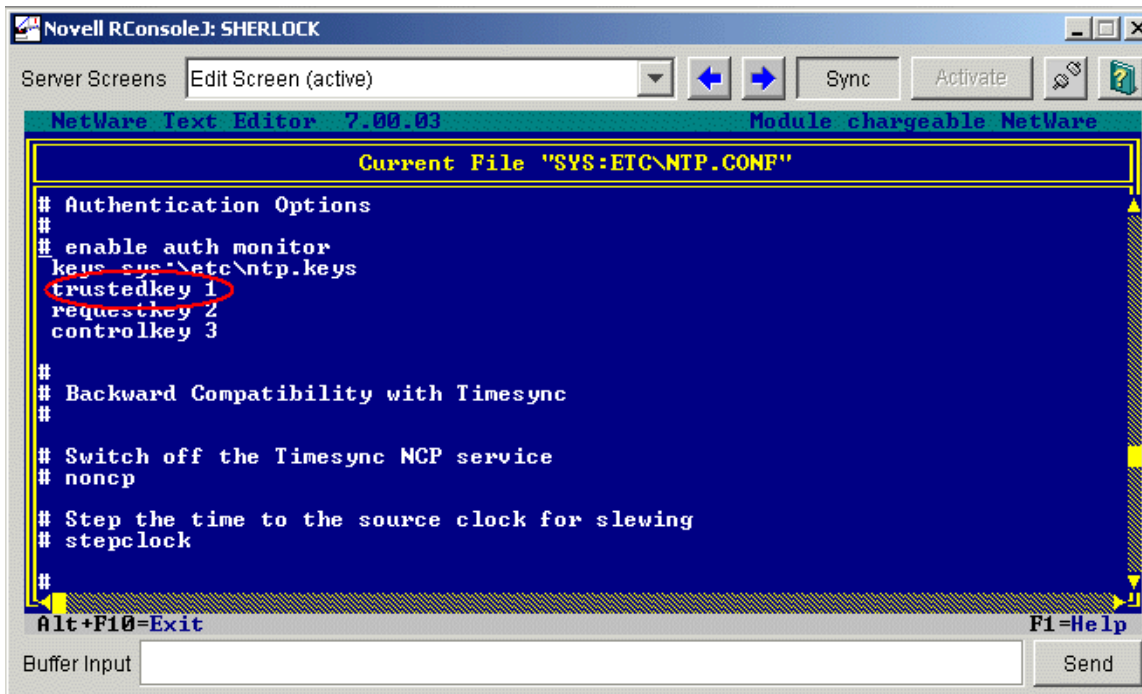 Novell RConsoleJ: SHERLOCK
Server Screens Edit Screen (active) Sync Activate
NetWare Text Editor 7.00.03 Module chargeable NetWare
Current File "SYS:ETC\NTP.CONF"
# Authentication Options
#
# enable auth monitor
keys sys:\etc\ntp.keys
trustedkey 1
requestkey 2
controlkey 3
#
# Backward Compatibility with Timesync
#
# Switch off the Timesync NCP service
# noncp
# Step the time to the source clock for slewing
# stepclock
#
Alt+F10=Exit F1=Help
Buffer Input Send